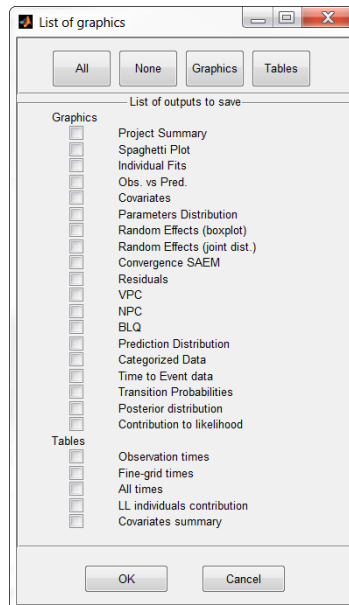 List of graphics
All
None
Graphics
Tables
List of outputs to save
Graphics
Project Summary
Spaghetti Plot
Individual Fits
Obs. vs Pred.
Covariates
Parameters Distribution
Random Effects (boxplot)
Random Effects (joint dist.)
Convergence SAEM
Residuals
VPC
NPC
BLQ
Prediction Distribution
Categorized Data
Time to Event data
Transition Probabilities
Posterior distribution
Contribution to likelihood
Tables
Observation times
Fine-grid times
All times
LL individuals contribution
Covariates summary
OK
Cancel